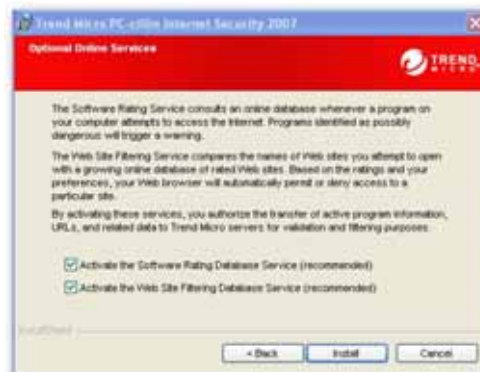 Trend Micro PC-cillin Internet Security 2007
Optional Online Services
TREND
MICRO
The Software Rating Service consults an online database whenever a program on
your computer attempts to access the Internet. Programs identified as possibly
dangerous will trigger a warning.
The Web Site Filtering Service compares the names of Web sites you attempt to open
with a growing online database of rated Web sites. Based on the ratings and your
preferences, your Web browser will automatically permit or deny access to a
particular site.
By activating these services, you authorize the transfer of active program information,
URLs, and related data to Trend Micro servers for validation and filtering purposes.
Activate the Software Rating Database Service (recommended)
Activate the Web Site Filtering Database Service (recommended)
InstallShield
< Back
Install
Cancel